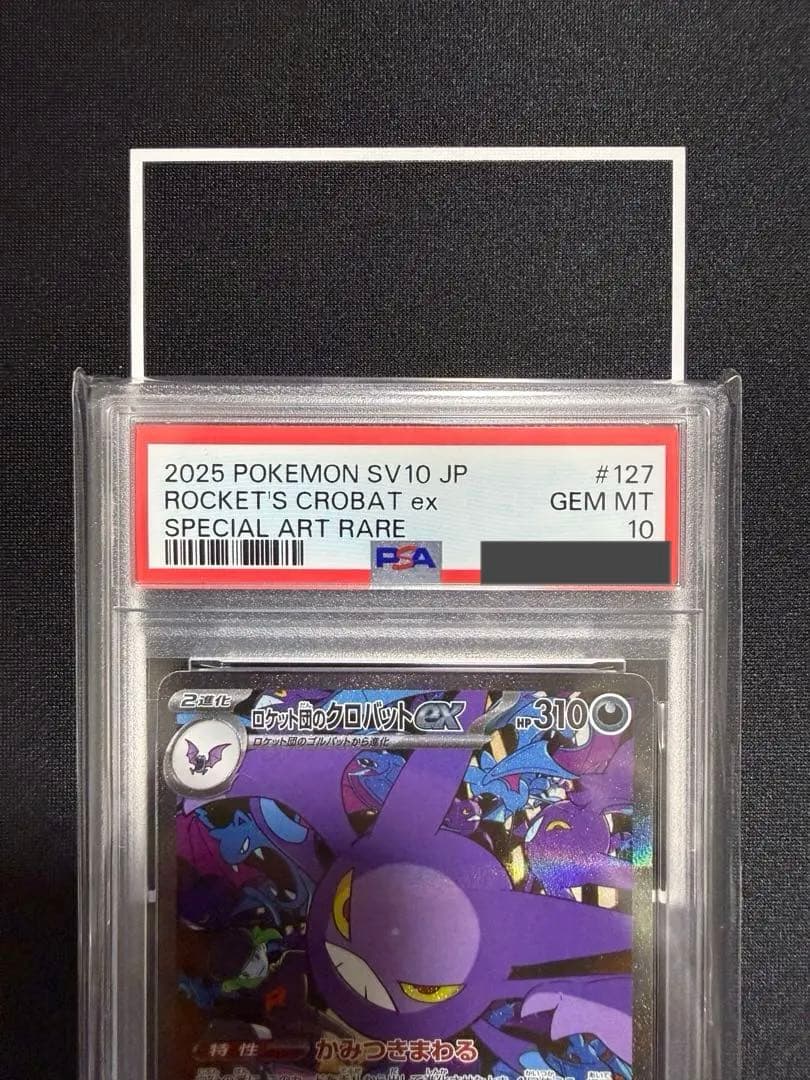 2025 POKEMON SV10 JP #127
ROCKET'S CROBAT ex GEM MT
SPECIAL ART RARE 10
PSA
2進化
ロケット団のクロバットex HP310
ロケット団のゴルバットから進化
特性 かみつきまわる